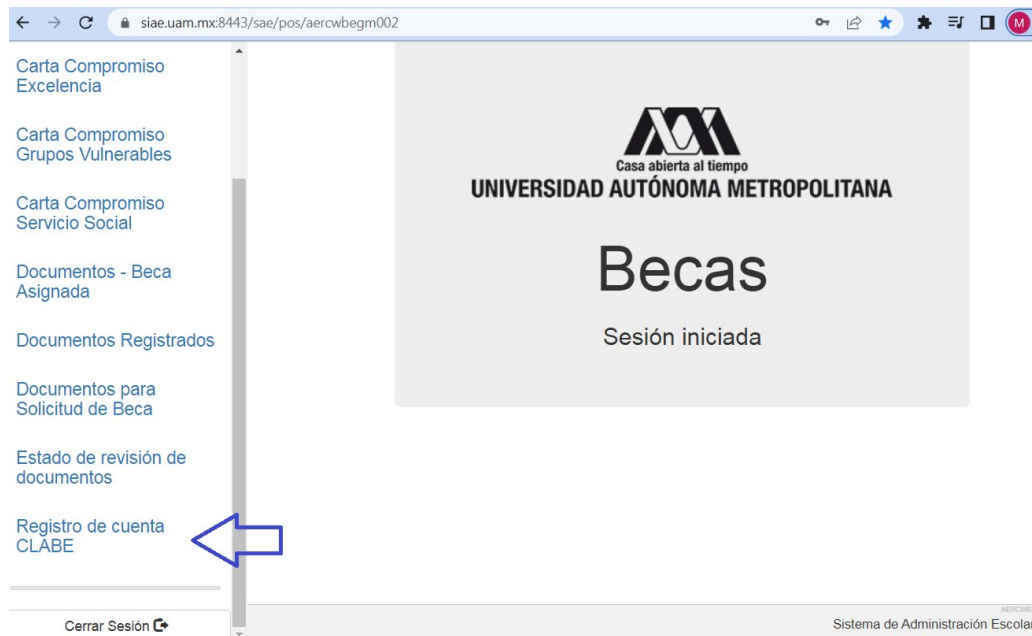 siae.uam.mx:8443/sae/pos/aercwbegm002
M
Carta Compromiso
Excelencia
Carta Compromiso
Grupos Vulnerables
Carta Compromiso
Servicio Social
Documentos - Beca
Asignada
Documentos Registrados
Documentos para
Solicitud de Beca
Estado de revisión de
documentos
Registro de cuenta
CLABE
Cerrar Sesión
Casa abierta al tiempo
UNIVERSIDAD AUTÓNOMA METROPOLITANA
Becas
Sesión iniciada
AERCWB
Sistema de Administración Escolar